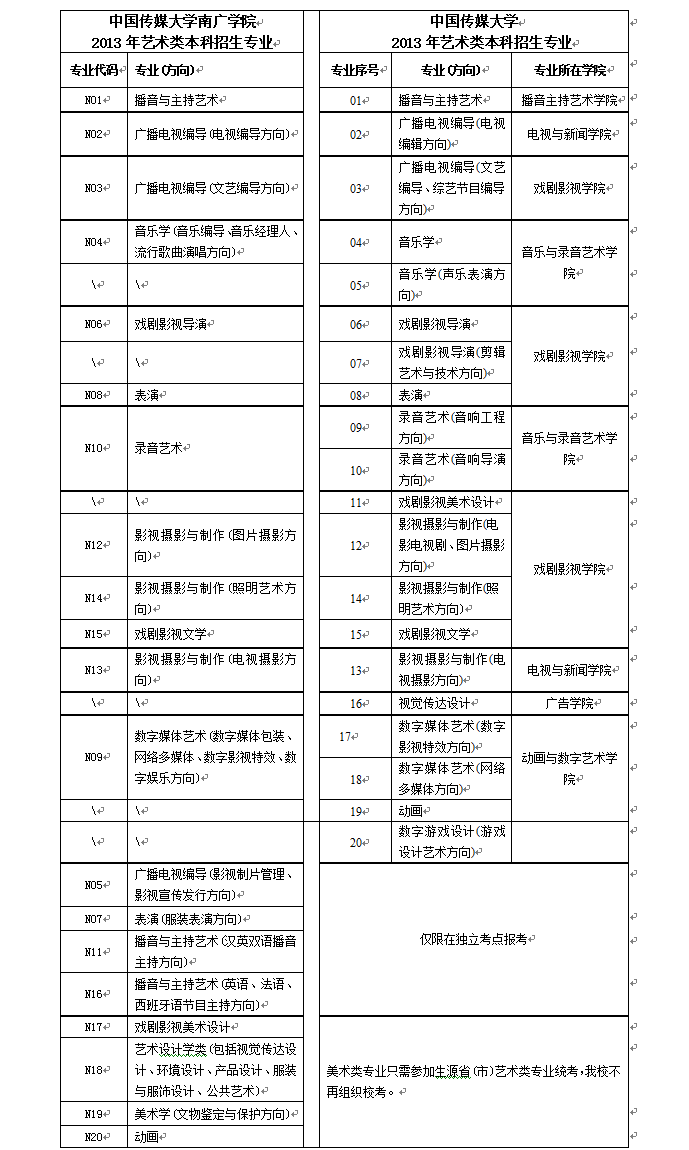 中国传媒大学南广学院
2013年艺术类本科招生专业
中国传媒大学
2013年艺术类本科招生专业
专业代码 专业(方向) 专业序号 专业(方向) 专业所在学院
N01 播音与主持艺术 01 播音与主持艺术 播音主持艺术学院
N02 广播电视编导(电视编导方向) 02 广播电视编导(电视
编辑方向) 电视与新闻学院
N03 广播电视编导(文艺编导方向) 03 广播电视编导(文艺
编导、综艺节目编导
方向) 戏剧影视学院
N04 音乐学(音乐编导、音乐经理人、
流行歌曲演唱方向) 04 音乐学 音乐与录音艺术学
院
\ \ 05 音乐学(声乐表演方
向)
N06 戏剧影视导演 06 戏剧影视导演 戏剧影视学院
\ \ 07 戏剧影视导演(剪辑
艺术与技术方向)
N08 表演 08 表演
N10 录音艺术 09 录音艺术(音响工程
方向) 音乐与录音艺术学
院
10 录音艺术(音响导演
方向)
\ \ 11 戏剧影视美术设计 戏剧影视学院
N12 影视摄影与制作(图片摄影方
向) 12 影视摄影与制作(电
影电视剧、图片摄影
方向)
N14 影视摄影与制作(照明艺术方
向) 14 影视摄影与制作(照
明艺术方向)
N15 戏剧影视文学 15 戏剧影视文学
N13 影视摄影与制作(电视摄影方
向) 13 影视摄影与制作(电
视摄影方向) 电视与新闻学院
\ \ 16 视觉传达设计 广告学院
N09 数字媒体艺术(数字媒体包装、
网络多媒体、数字影视特效、数
字娱乐方向) 17 数字媒体艺术(数字
影视特效方向) 动画与数字艺术学
院
18 数字媒体艺术(网络
多媒体方向)
\ \ 19 动画
\ \ 20 数字游戏设计(游戏
设计艺术方向)
N05 广播电视编导(影视制片管理、
影视宣传发行方向)
N07 表演(服装表演方向)
仅限在独立考点报考
N11 播音与主持艺术(汉英双语播音
主持方向)
N16 播音与主持艺术(英语、法语、
西班牙语节目主持方向)
N17 戏剧影视美术设计
N18 艺术设计学类(包括视觉传达设
计、环境设计、产品设计、服装
与服饰设计、公共艺术)
美术类专业只需参加生源省(市)艺术类专业统考,我校不
再组织校考。
N19 美术学(文物鉴定与保护方向)
N20 动画